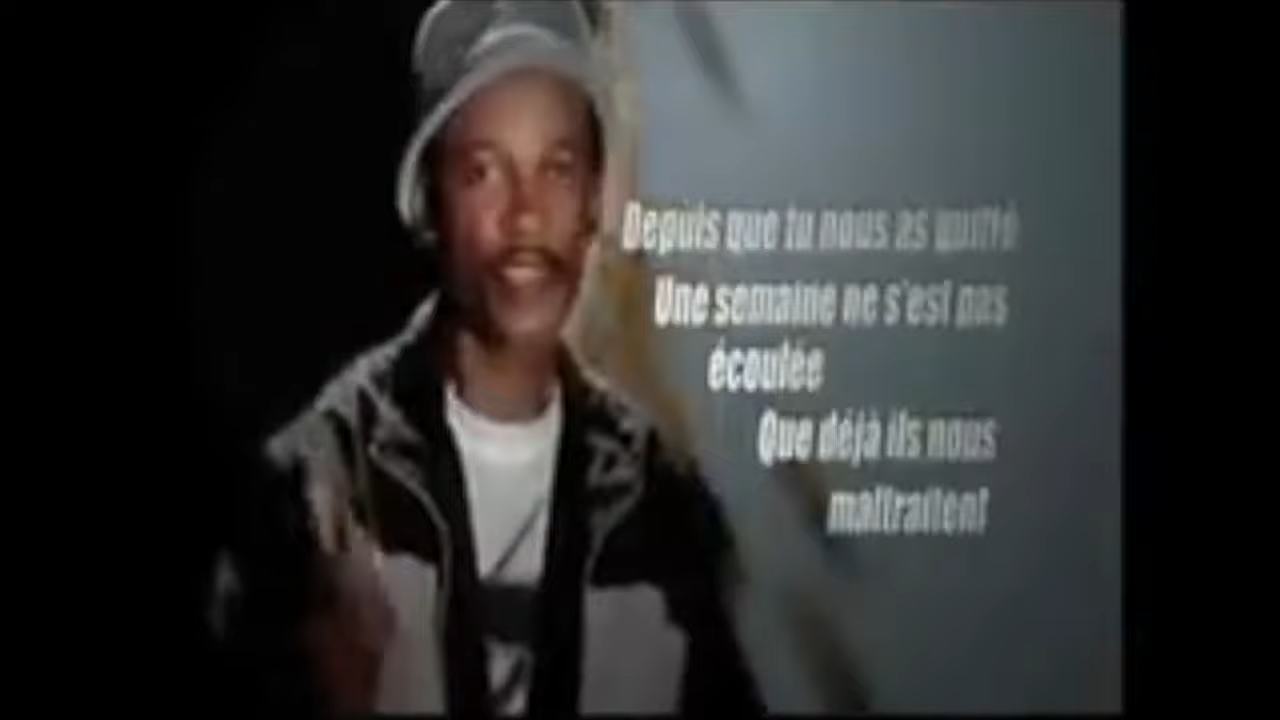 Depuis que tu nous as quitté
Une semaine ne s'est pas
écoulée
Que déjà ils nous
maltraitent